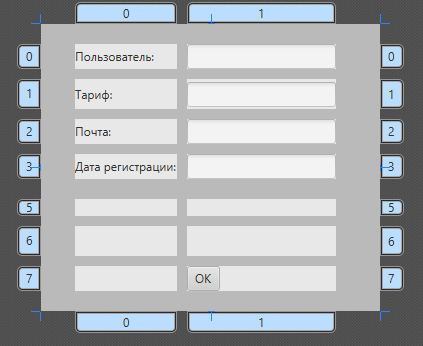 0 1
0 Пользователь: 0
1 Тариф: 1
2 Почта: 2
3 Дата регистрации: 3
5 5
6 6
7 OK 7
0 1